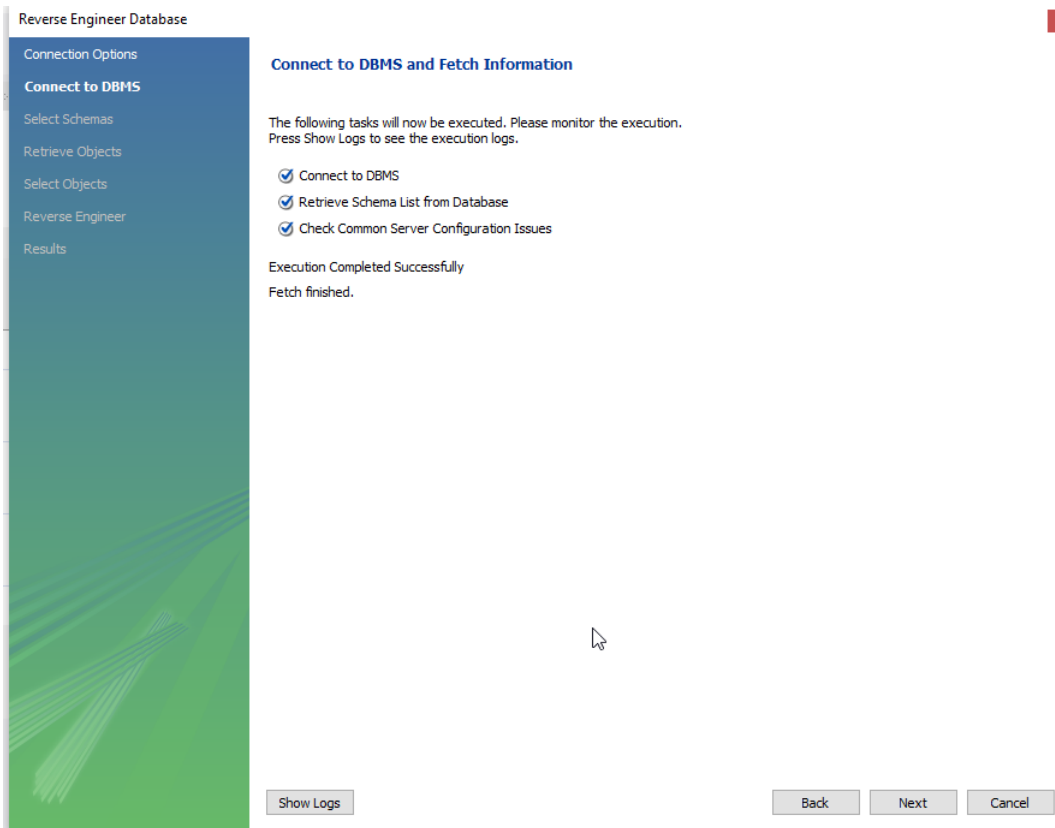 Reverse Engineer Database
Connection Options
Connect to DBMS
Select Schemas
Retrieve Objects
Select Objects
Reverse Engineer
Results
Connect to DBMS and Fetch Information
The following tasks will now be executed. Please monitor the execution.
Press Show Logs to see the execution logs.
Connect to DBMS
Retrieve Schema List from Database
Check Common Server Configuration Issues
Execution Completed Successfully
Fetch finished.
Show Logs
Back
Next
Cancel